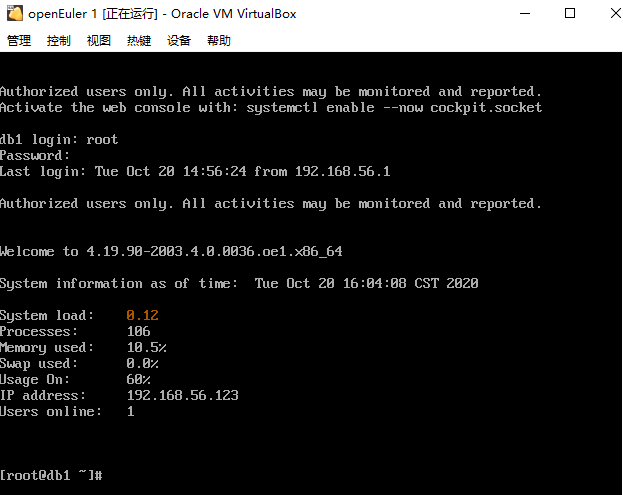 openEuler 1 [正在运行] - Oracle VM VirtualBox
管理 控制 视图 热键 设备 帮助
Authorized users only. All activities may be monitored and reported.
Activate the web console with: systemctl enable --now cockpit.socket
db1 login: root
Password:
Last login: Tue Oct 20 14:56:24 from 192.168.56.1
Authorized users only. All activities may be monitored and reported.
Welcome to 4.19.90-2003.4.0.0036.oe1.x86_64
System information as of time:  Tue Oct 20 16:04:08 CST 2020
System load:    0.12
Processes:      106
Memory used:    10.5%
Swap used:      0.0%
Usage On:       60%
IP address:     192.168.56.123
Users online:   1
[root@db1 ~]#